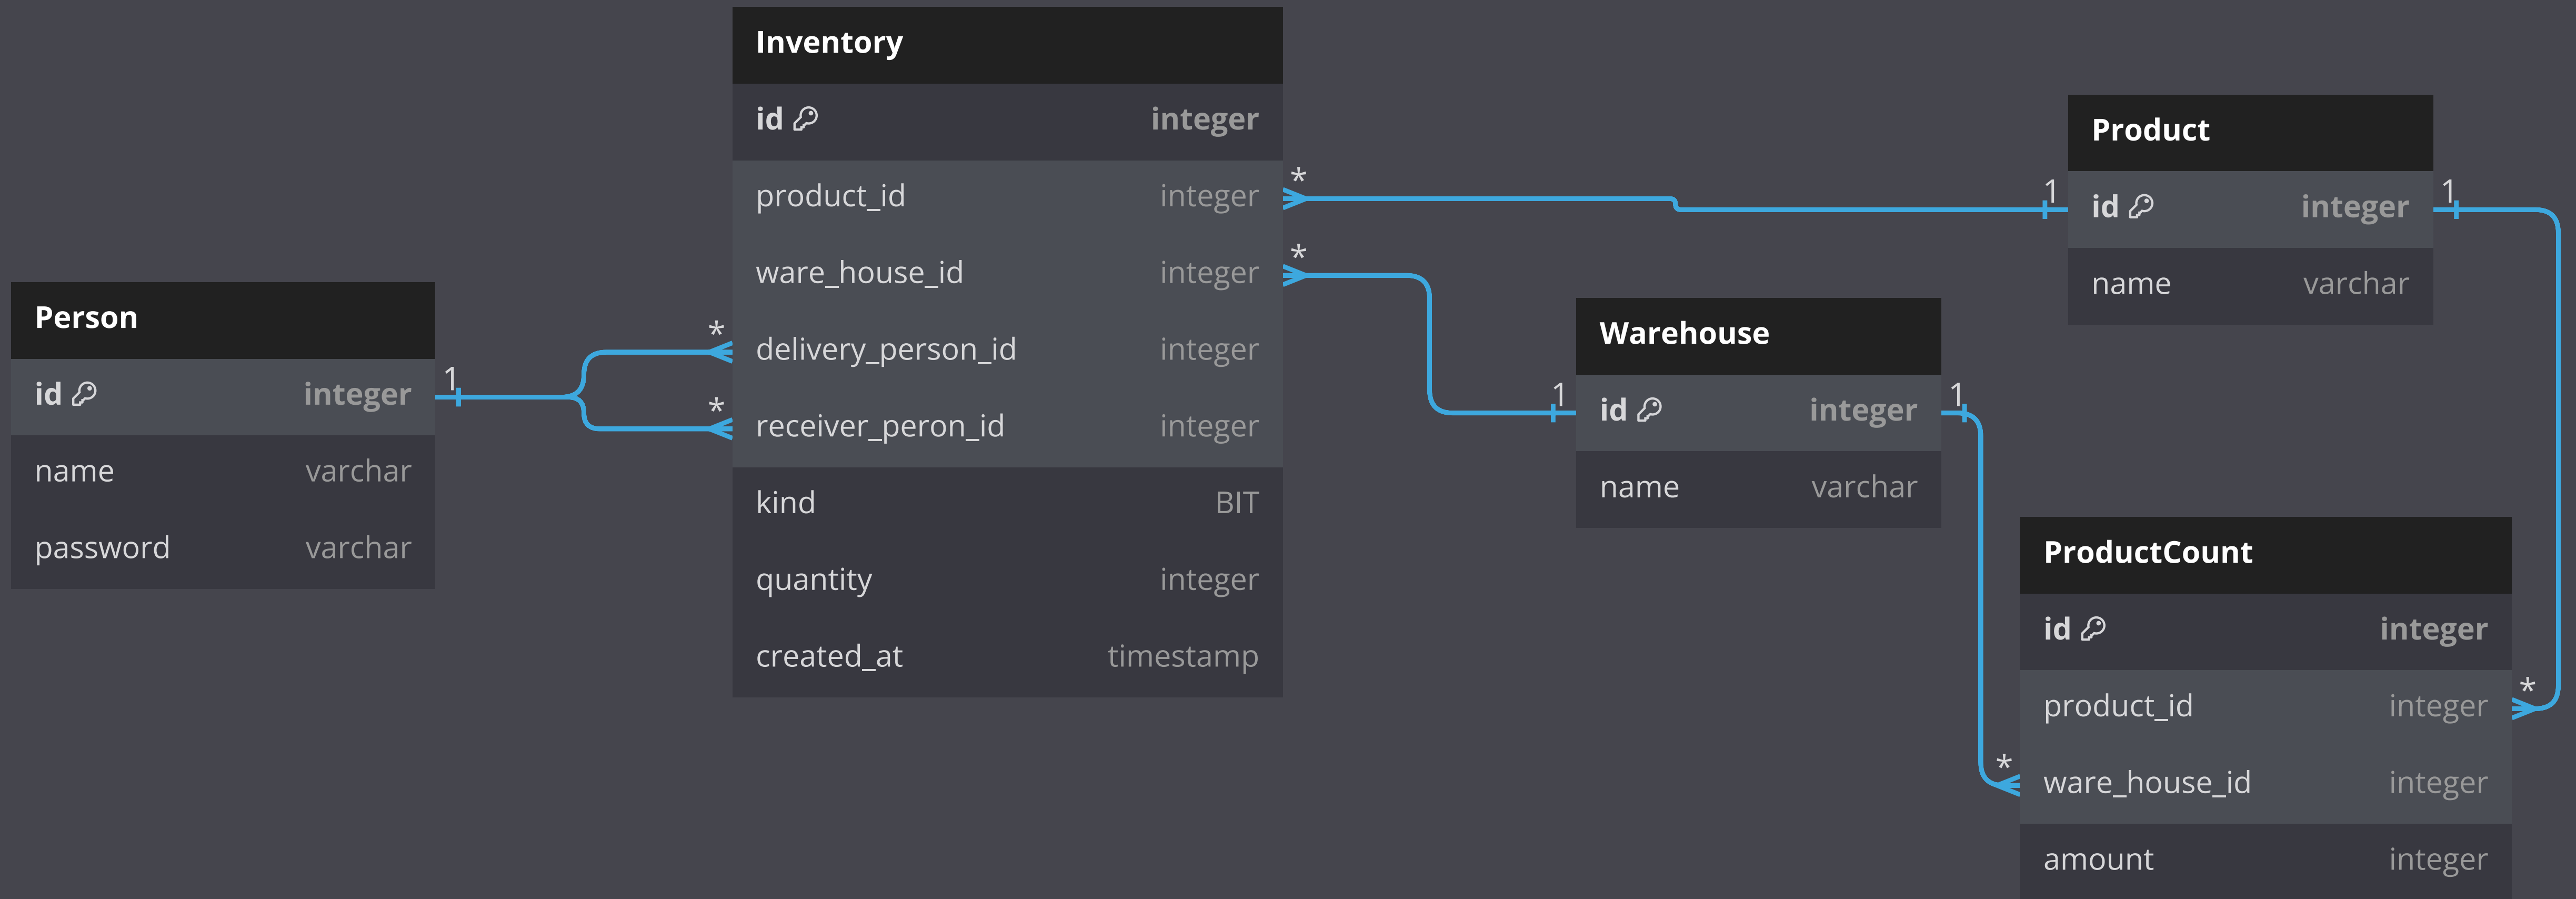 Inventory
id integer
product_id integer
ware_house_id integer
delivery_person_id integer
receiver_peron_id integer
kind BIT
quantity integer
created_at timestamp
Person
id integer
name varchar
password varchar
Product
id integer
name varchar
Warehouse
id integer
name varchar
ProductCount
id integer
product_id integer
ware_house_id integer
amount integer
*
*
*
*
1
1
1
1
1
*
*